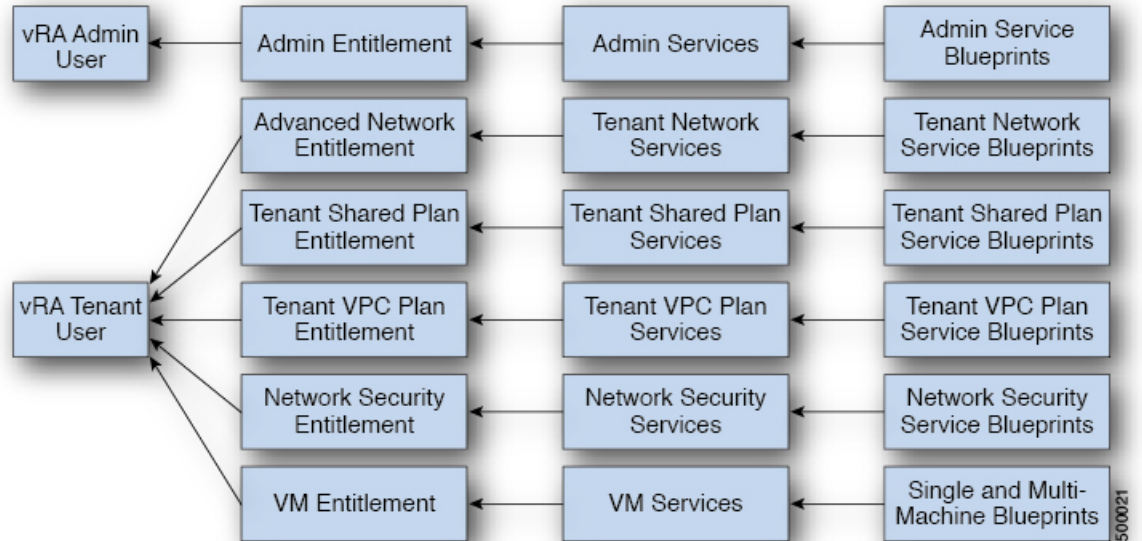 vRA Admin
User
Admin Entitlement
Admin Services
Admin Service
Blueprints
Advanced Network
Entitlement
Tenant Network
Services
Tenant Network
Service Blueprints
Tenant Shared Plan
Entitlement
Tenant Shared Plan
Services
Tenant Shared Plan
Service Blueprints
vRA Tenant
User
Tenant VPC Plan
Entitlement
Tenant VPC Plan
Services
Tenant VPC Plan
Service Blueprints
Network Security
Entitlement
Network Security
Services
Network Security
Service Blueprints
VM Entitlement
VM Services
Single and Multi-
Machine Blueprints
500021